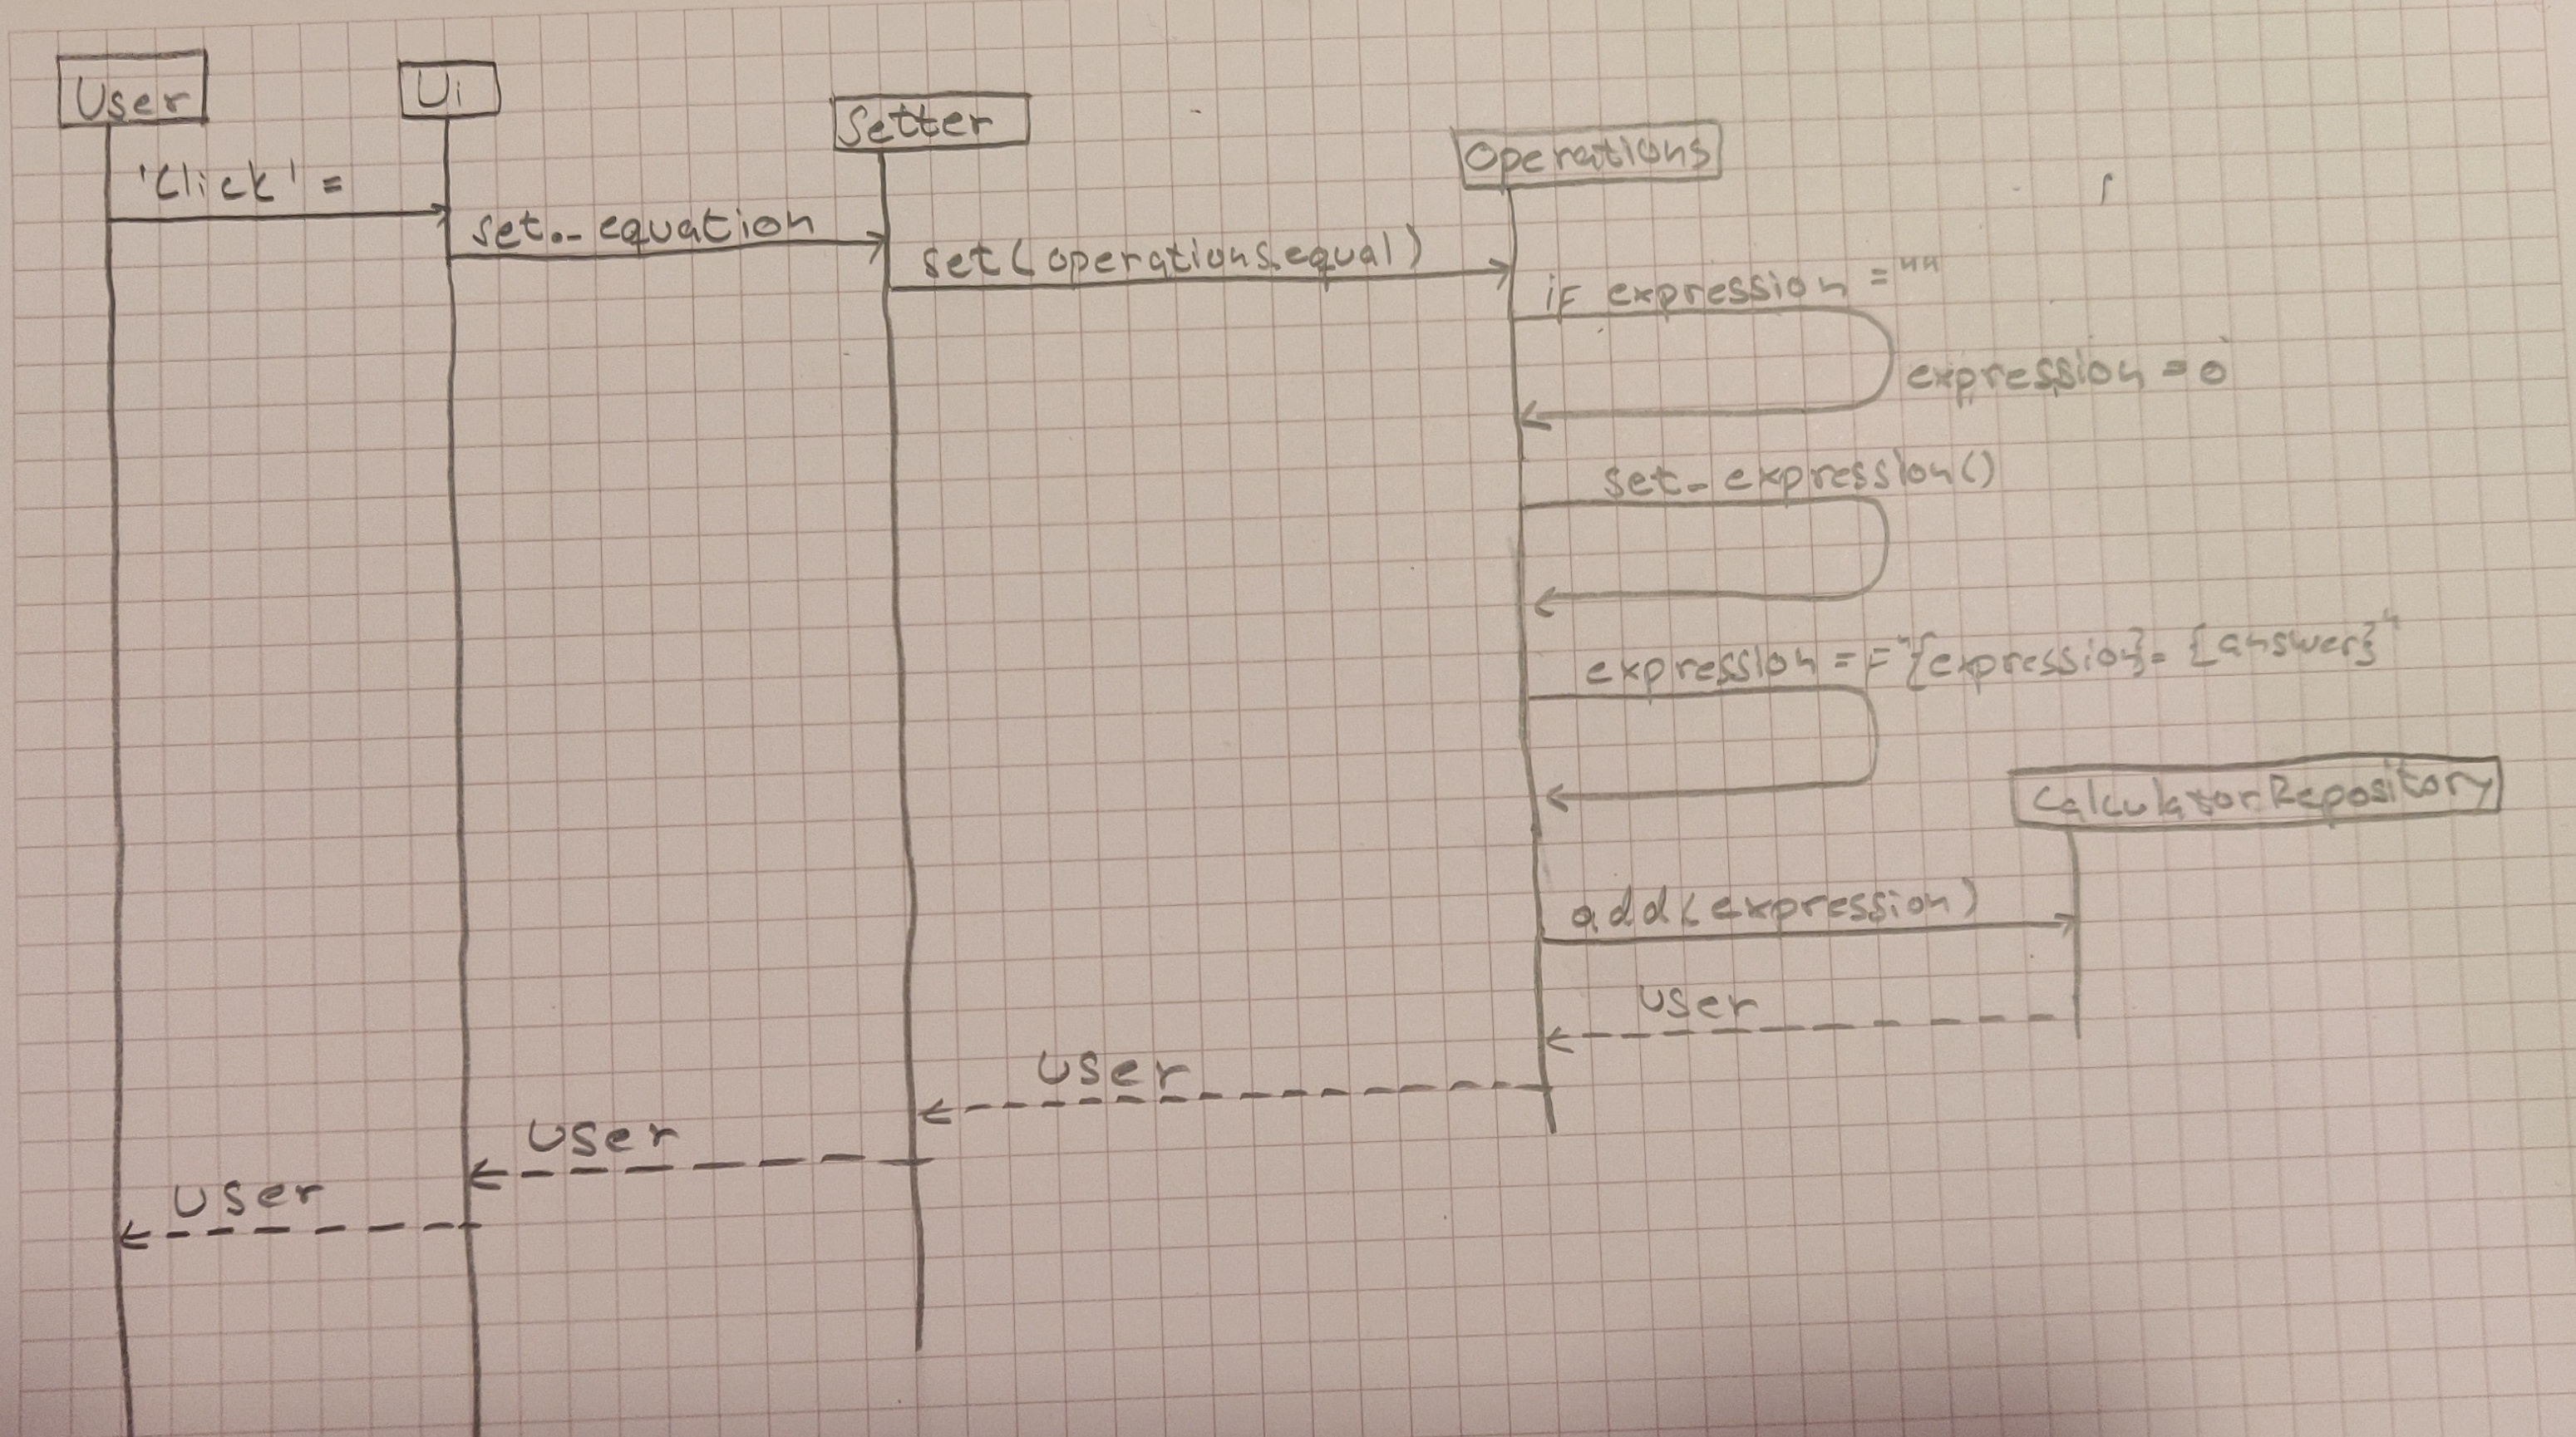 User
Ui
Setter
Operations
'Click' =
set_equation
set(operations.equal)
if expression = ""
expression = 0
set_expression()
expression = F"{expression} = {answer}"
CalculatorRepository
add(expression)
user
user
user
user